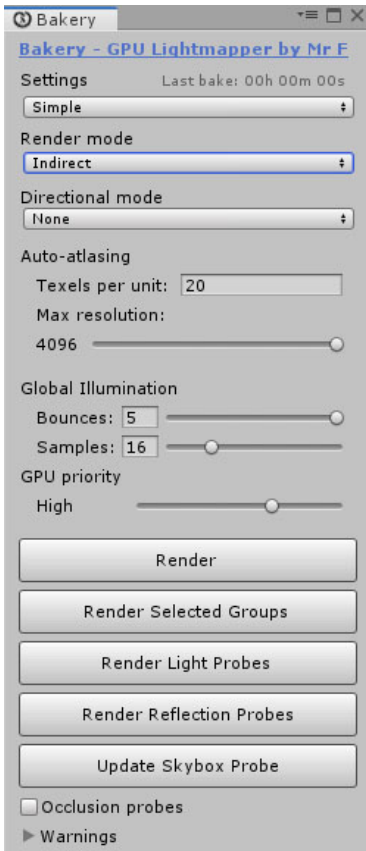 Bakery
Bakery - GPU Lightmapper by Mr F
Settings Last bake: 00h 00m 00s
Simple
Render mode
Indirect
Directional mode
None
Auto-atlasing
Texels per unit: 20
Max resolution:
4096
Global Illumination
Bounces: 5
Samples: 16
GPU priority
High
Render
Render Selected Groups
Render Light Probes
Render Reflection Probes
Update Skybox Probe
Occlusion probes
Warnings